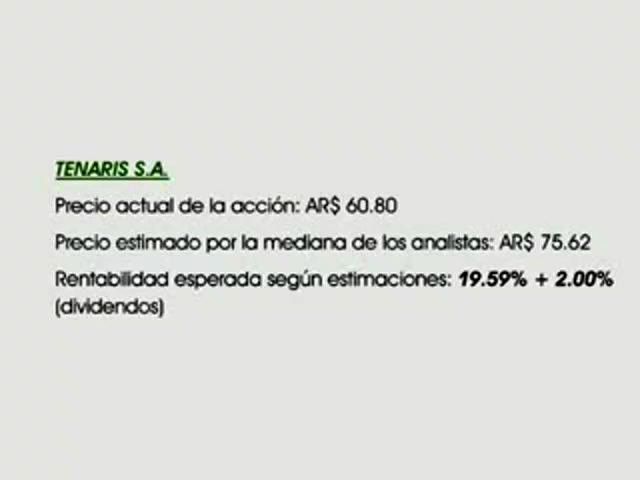 TENARIS S.A.
Precio actual de la acción: AR$ 60.80
Precio estimado por la mediana de los analistas: AR$ 75.62
Rentabilidad esperada según estimaciones: 19.59% + 2.00%
(dividendos)